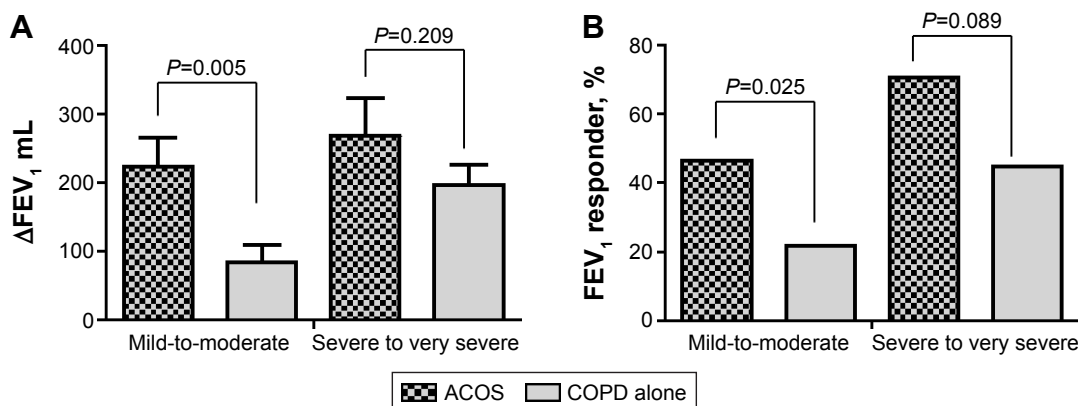 A
ΔFEV1 mL
400
300
200
100
0
P=0.005
P=0.209
Mild-to-moderate
Severe to very severe
B
FEV1 responder, %
80
60
40
20
0
P=0.025
P=0.089
Mild-to-moderate
Severe to very severe
ACOS
COPD alone